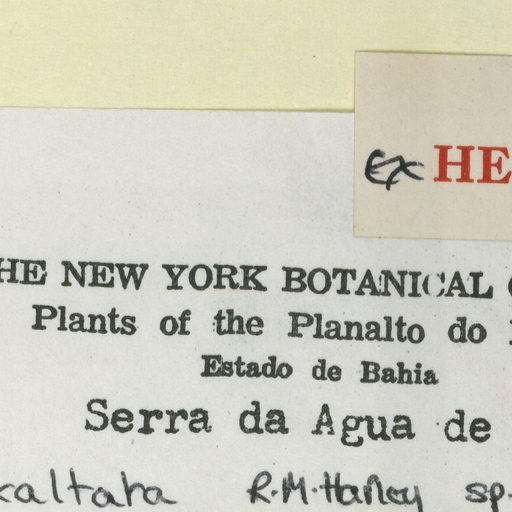 ex HE
HE NEW YORK BOTANICAL
Plants of the Planalto do
Estado de Bahia
Serra da Agua de
R.M.Harley sp.